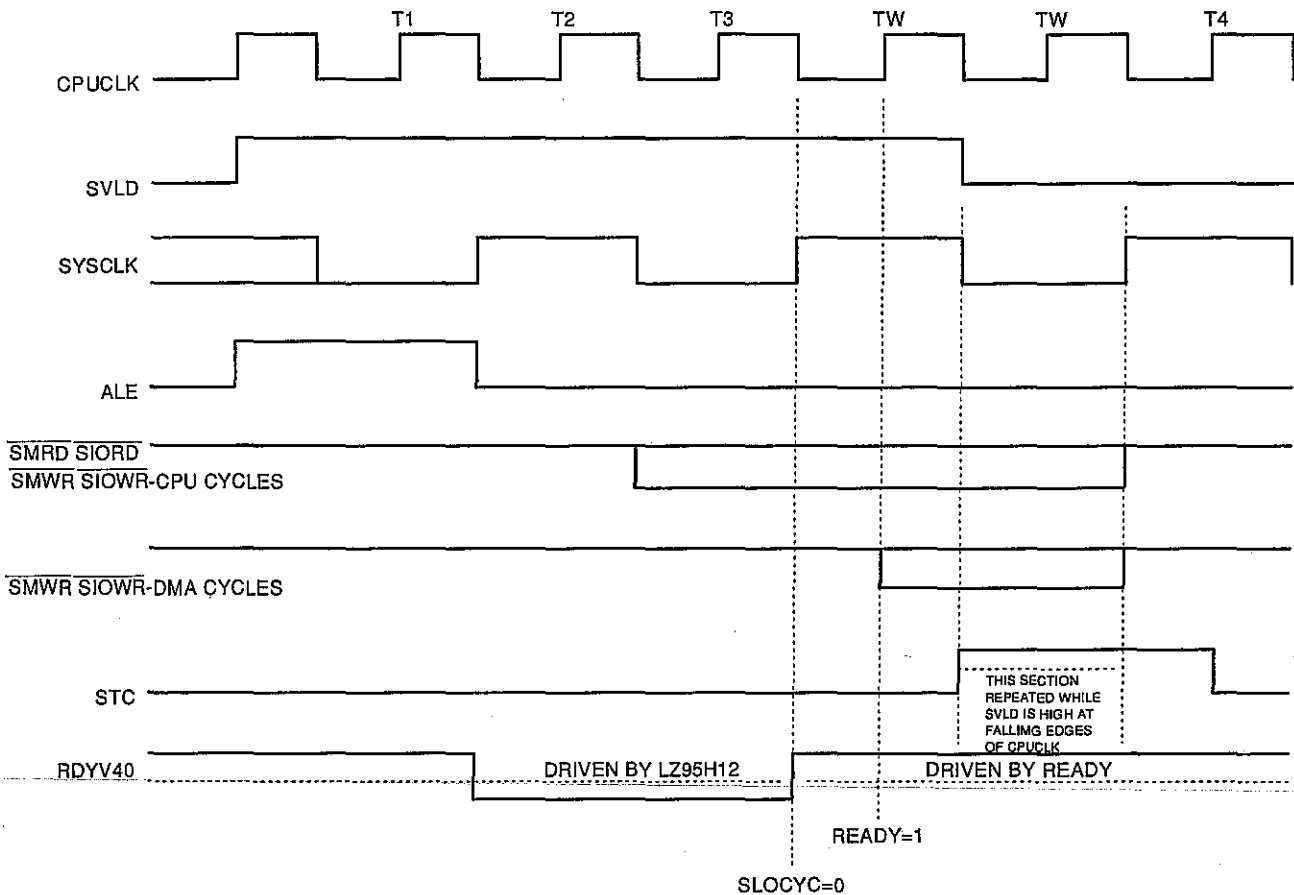 T1 T2 T3 TW TW T4
CPUCLK
SVLD
SYSCLK
ALE
SMRD SIORD
SMWR SIOWR-CPU CYCLES
SMWR SIOWR-DMA CYCLES
STC
THIS SECTION
REPEATED WHILE
SVLD IS HIGH AT
FALLIMG EDGES
OF CPUCLK
RDYV40 DRIVEN BY LZ95H12 DRIVEN BY READY
READY=1
SLOCYC=0